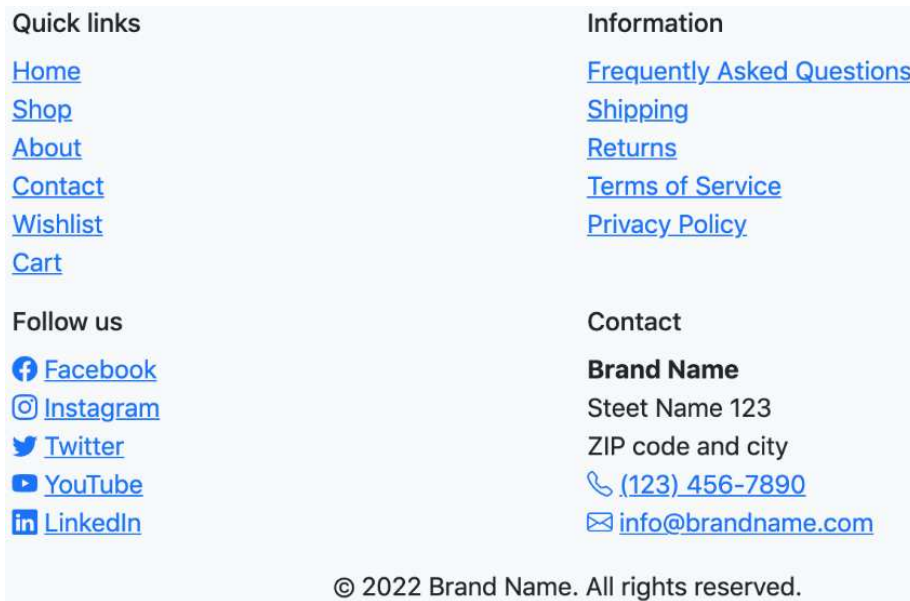 Quick links
Home
Shop
About
Contact
Wishlist
Cart
Information
Frequently Asked Questions
Shipping
Returns
Terms of Service
Privacy Policy
Follow us
Facebook
Instagram
Twitter
YouTube
LinkedIn
Contact
Brand Name
Steet Name 123
ZIP code and city
(123) 456-7890
info@brandname.com
© 2022 Brand Name. All rights reserved.